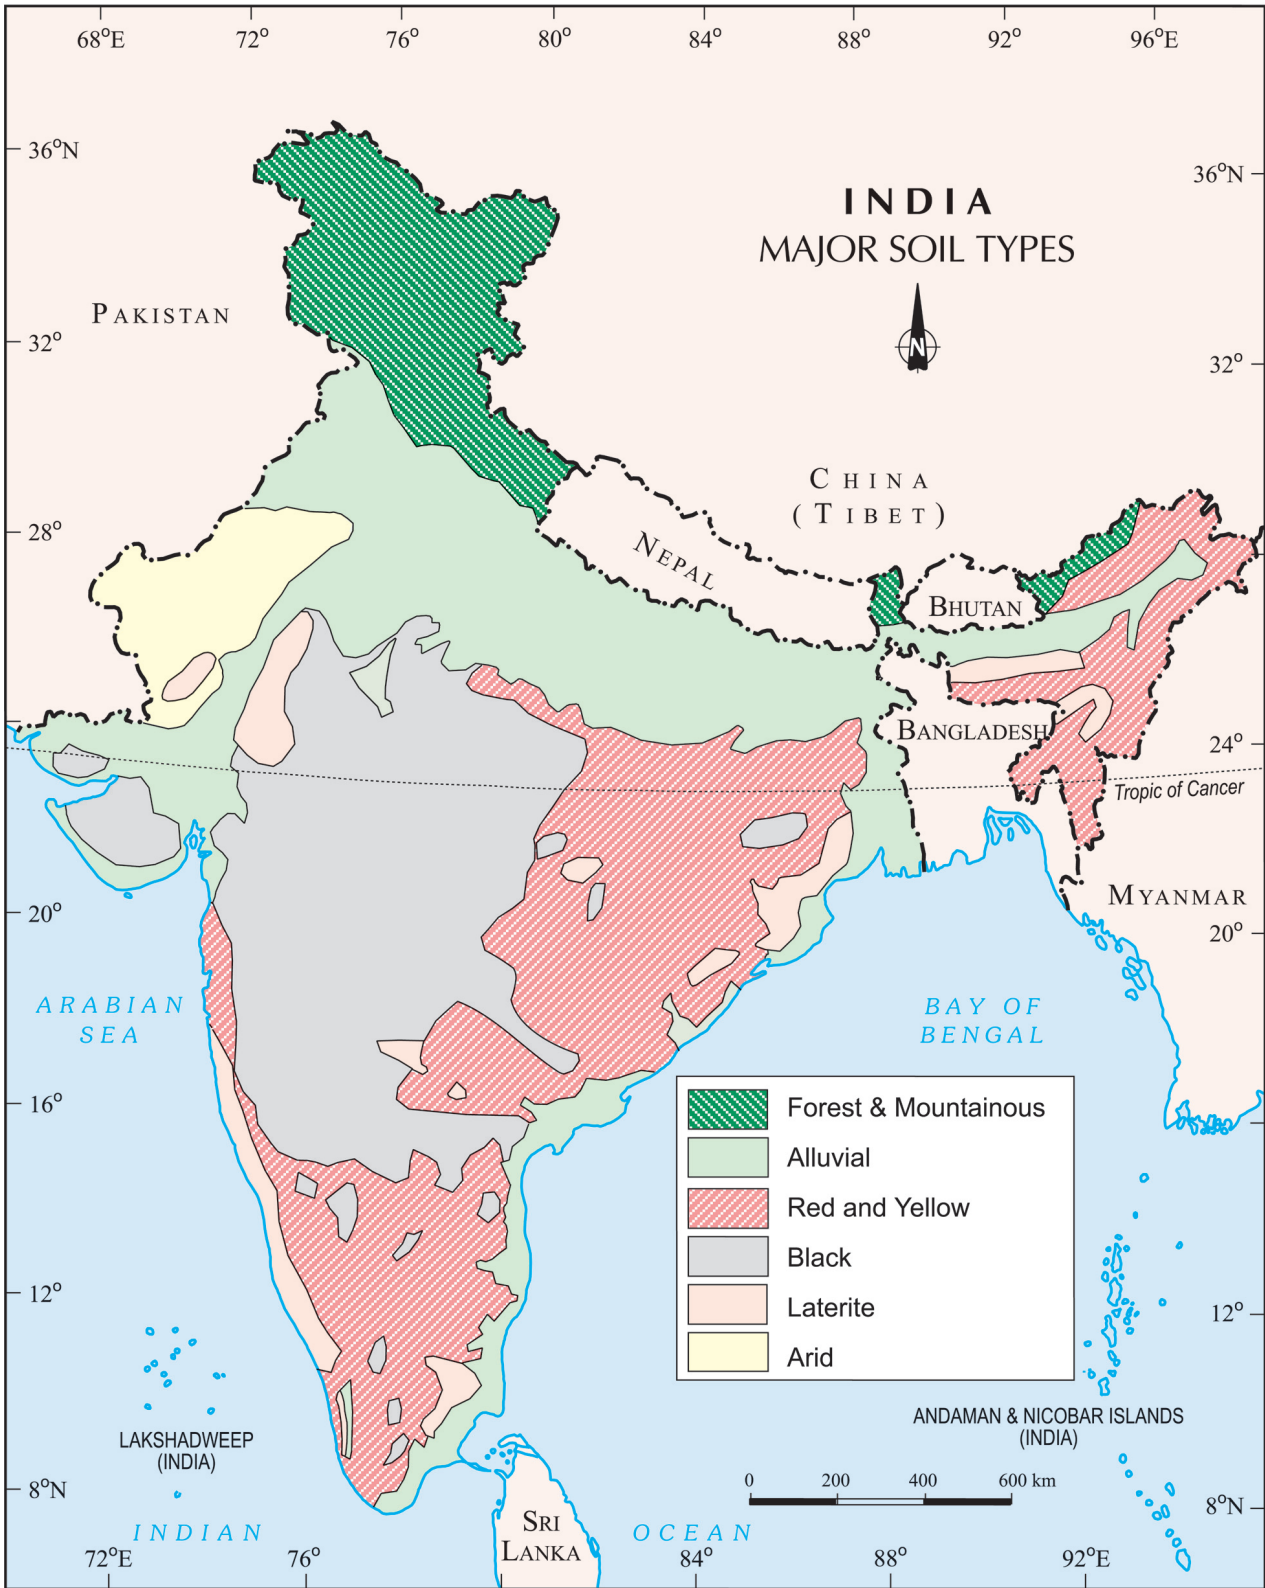 68°E 72° 76° 80° 84° 88° 92° 96°E
36°N
36°N
INDIA
MAJOR SOIL TYPES
PAKISTAN
N
32°
32°
CHINA
(TIBET)
28°
NEPAL
BHUTAN
BANGLADESH
24°
Tropic of Cancer
MYANMAR
20°
20°
ARABIAN
SEA
BAY OF
BENGAL
16°
Forest & Mountainous
Alluvial
Red and Yellow
Black
Laterite
Arid
12°
12°
LAKSHADWEEP
(INDIA)
ANDAMAN & NICOBAR ISLANDS
(INDIA)
0 200 400 600 km
8°N
8°N
SRI
LANKA
INDIAN OCEAN
72°E 76° 84° 88° 92°E